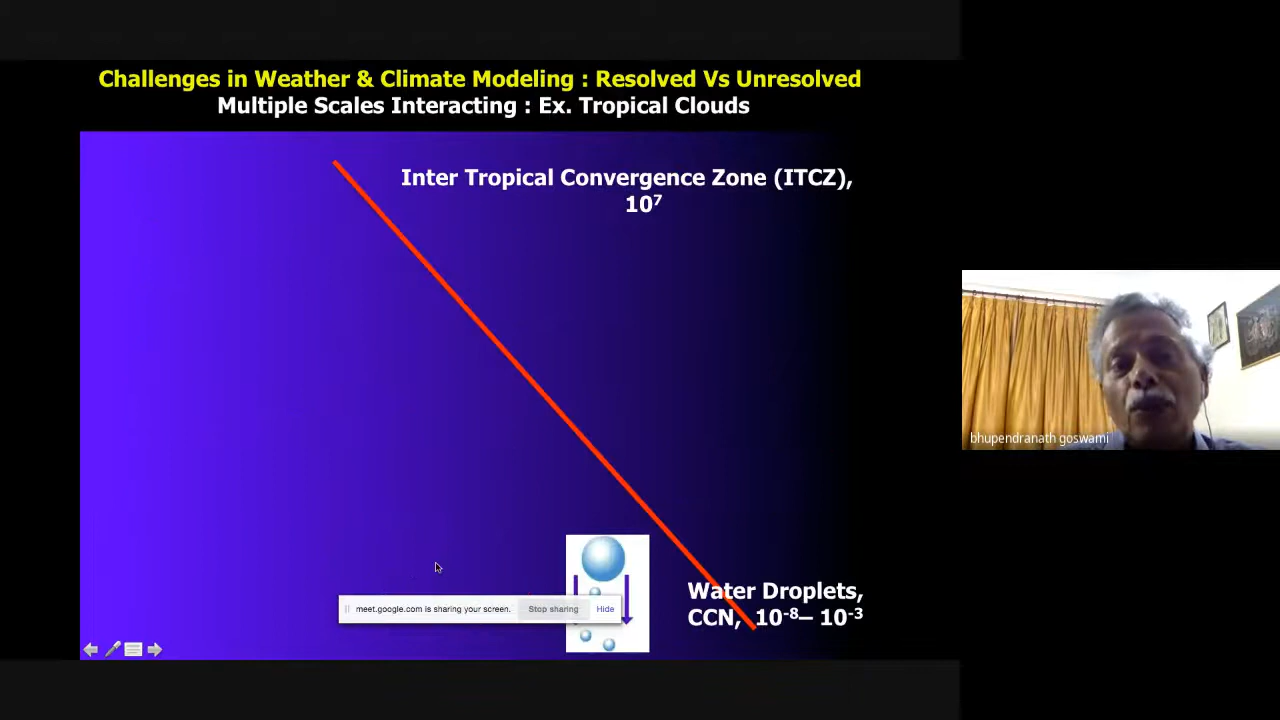 Challenges in Weather & Climate Modeling : Resolved Vs Unresolved
Multiple Scales Interacting : Ex. Tropical Clouds
Inter Tropical Convergence Zone (ITCZ),
10⁷
bhupendranath goswami
Water Droplets,
CCN, 10⁻⁸– 10⁻³
meet.google.com is sharing your screen. Stop sharing Hide